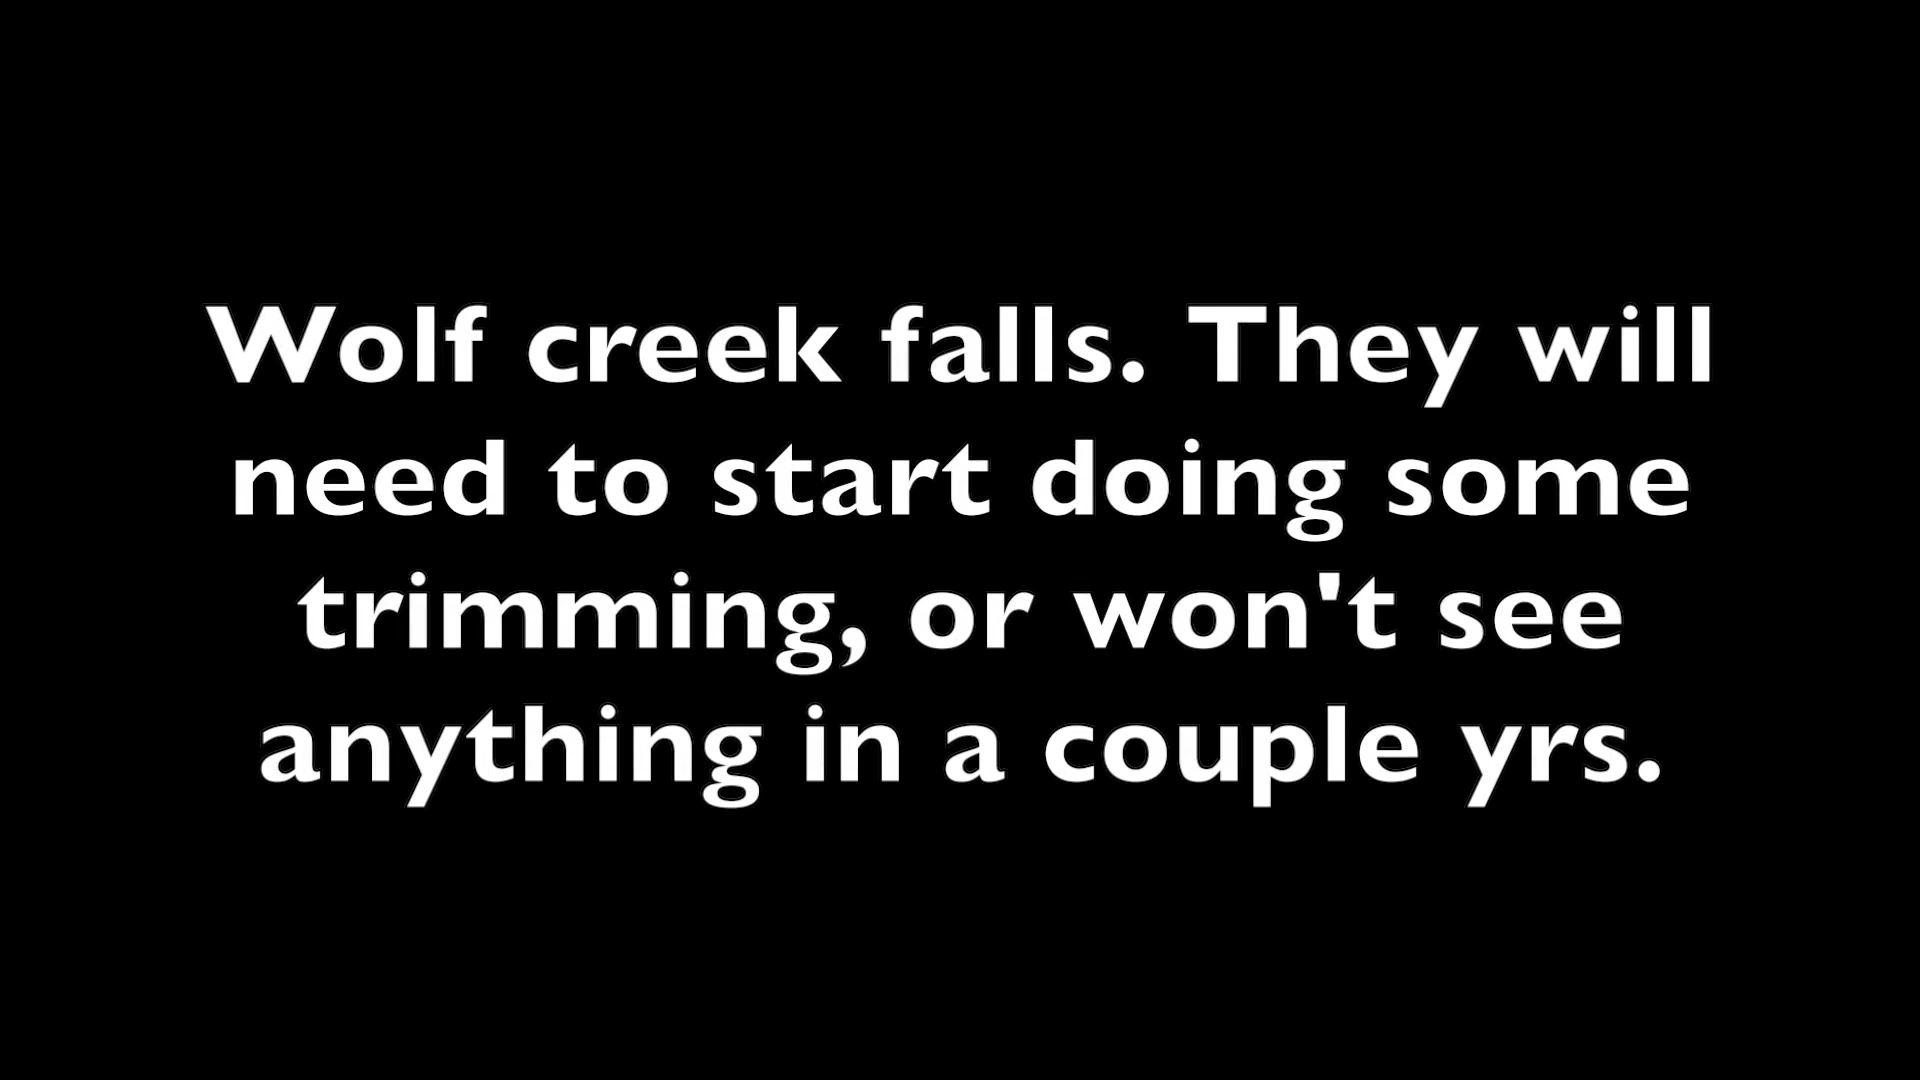 Wolf creek falls. They will
need to start doing some
trimming, or won't see
anything in a couple yrs.